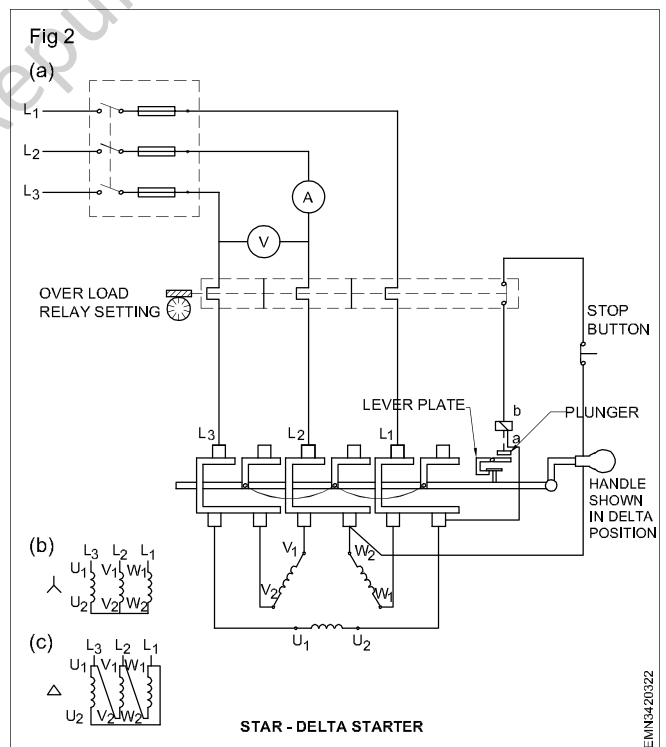 Republ
Fig 2
(a)
L1
L2
L3
A
V
OVER LOAD
RELAY SETTING
STOP
BUTTON
LEVER PLATE
b
PLUNGER
a
L3
L2
L1
HANDLE
SHOWN
IN DELTA
POSITION
V1
W2
V2
W1
U1
U2
(b)
L3 L2 L1
U1 V1 W1
U2 V2 W2
(c)
L3 L2 L1
U1 V1 W1
U2 V2 W2
STAR - DELTA STARTER
EMN3420322